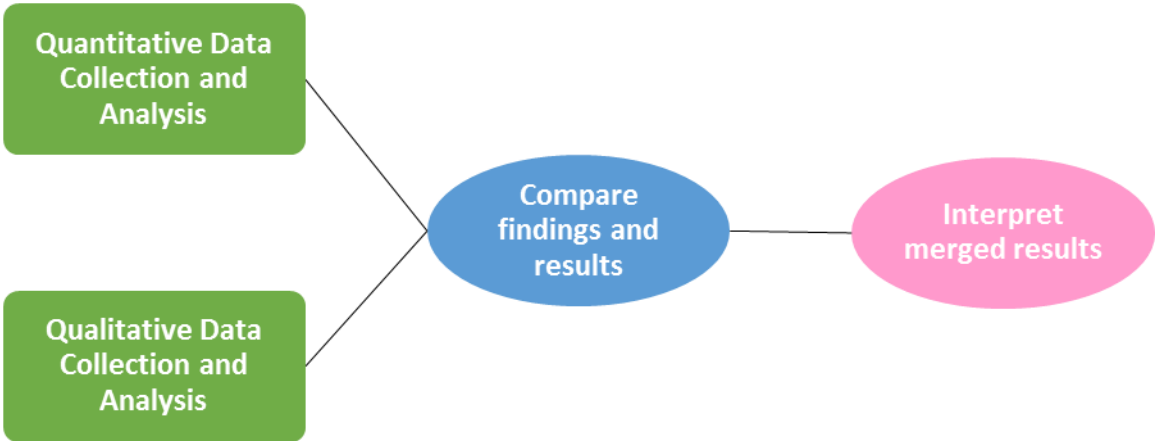 Quantitative Data
Collection and
Analysis
Compare
findings and
results
Interpret
merged results
Qualitative Data
Collection and
Analysis